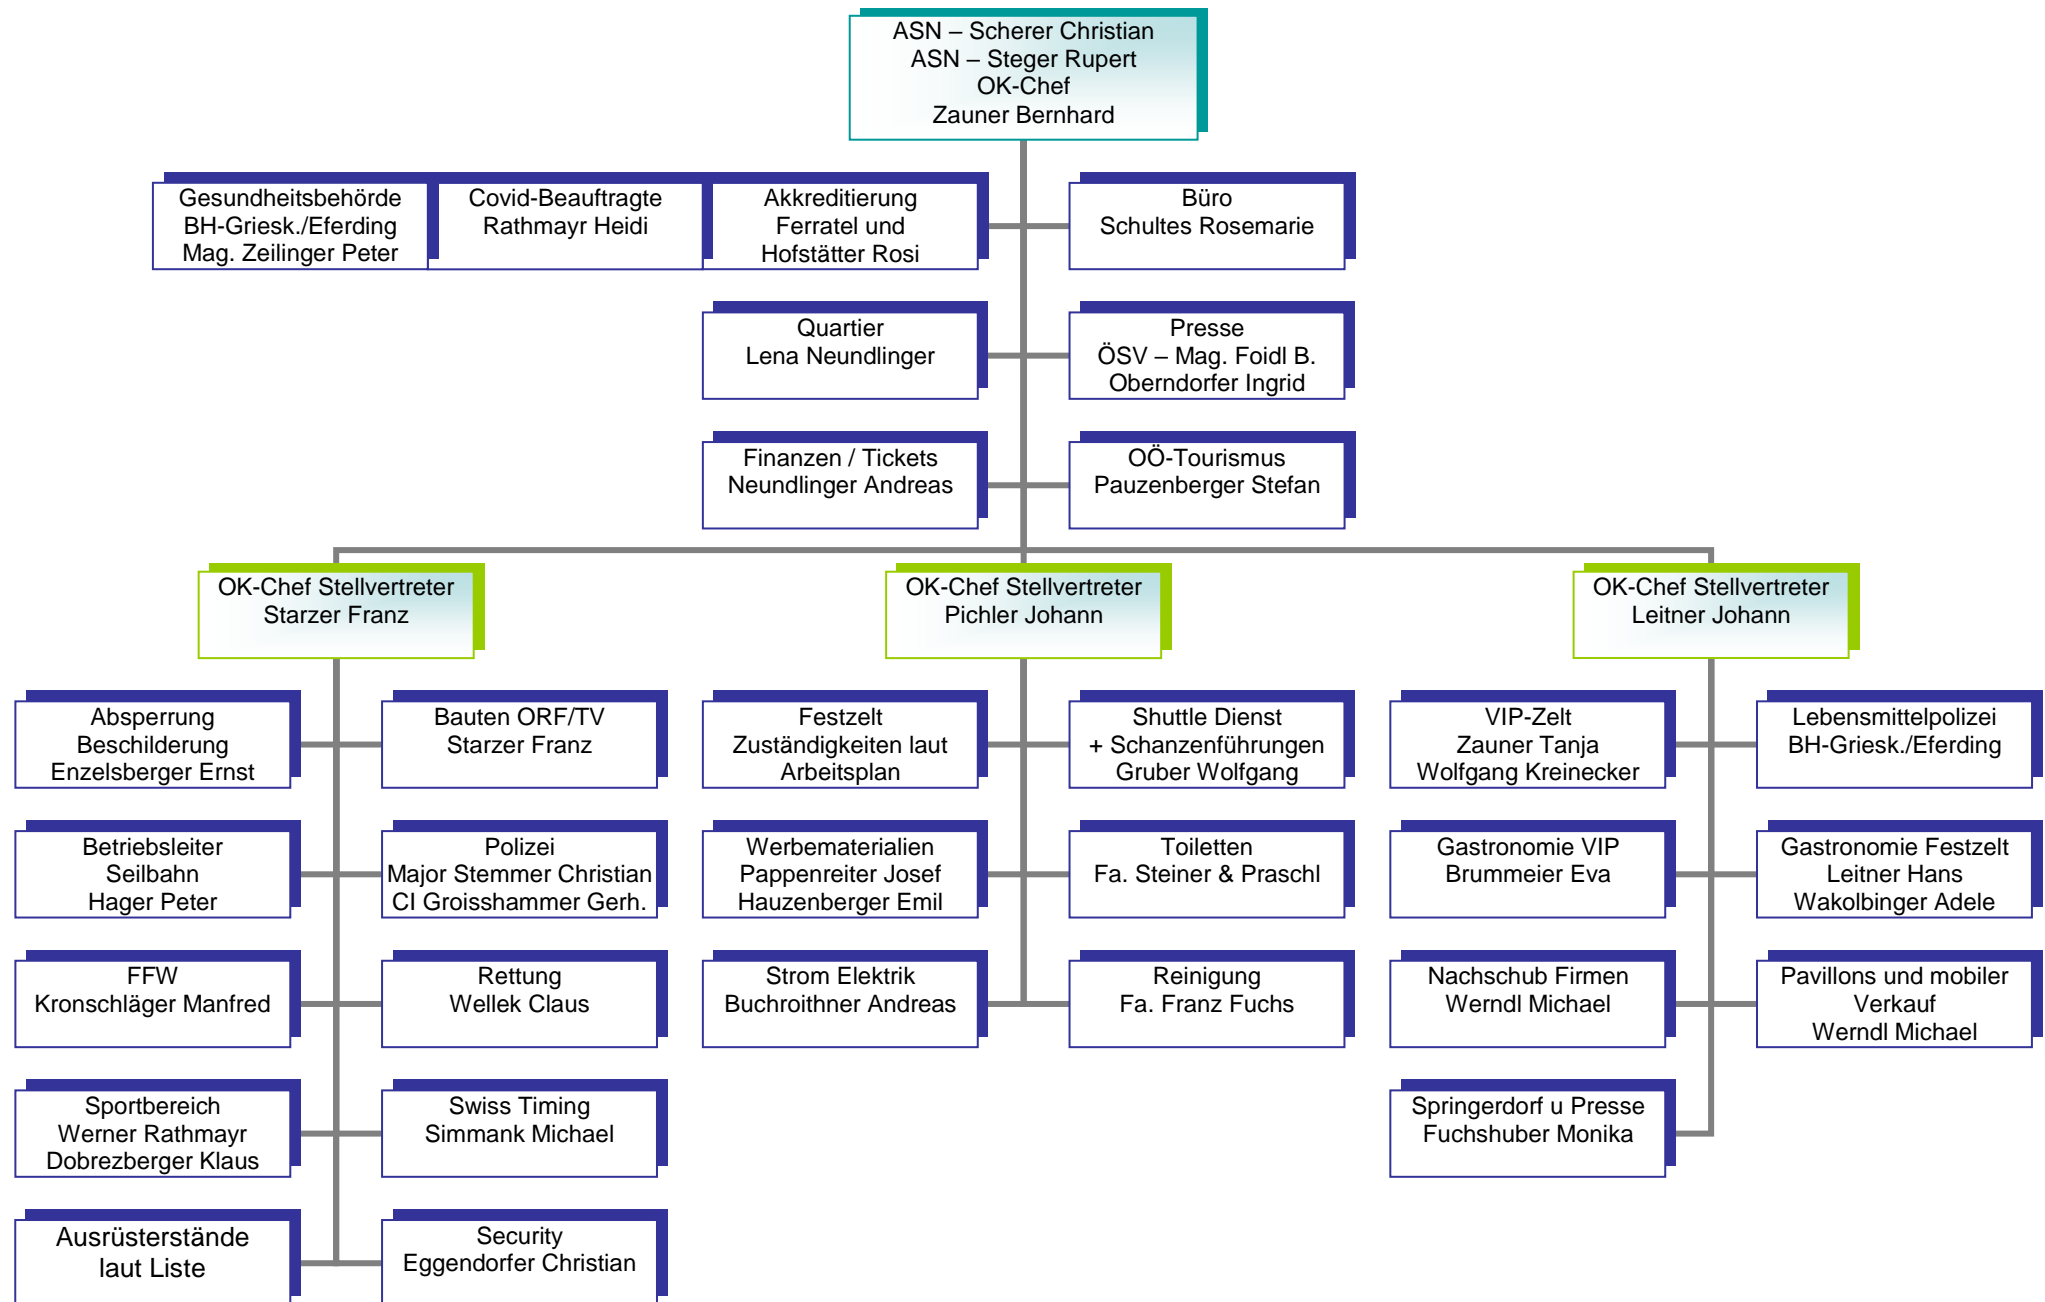 ASN – Scherer Christian
ASN – Steger Rupert
OK-Chef
Zauner Bernhard
Gesundheitsbehörde
BH-Griesk./Eferding
Mag. Zeilinger Peter
Covid-Beauftragte
Rathmayr Heidi
Akkreditierung
Ferratel und
Hofstätter Rosi
Büro
Schultes Rosemarie
Quartier
Lena Neundlinger
Presse
ÖSV – Mag. Foidl B.
Oberndorfer Ingrid
Finanzen / Tickets
Neundlinger Andreas
OÖ-Tourismus
Pauzenberger Stefan
OK-Chef Stellvertreter
Starzer Franz
OK-Chef Stellvertreter
Pichler Johann
OK-Chef Stellvertreter
Leitner Johann
Absperrung
Beschilderung
Enzelsberger Ernst
Bauten ORF/TV
Starzer Franz
Festzelt
Zuständigkeiten laut
Arbeitsplan
Shuttle Dienst
+ Schanzenführungen
Gruber Wolfgang
VIP-Zelt
Zauner Tanja
Wolfgang Kreinecker
Lebensmittelpolizei
BH-Griesk./Eferding
Betriebsleiter
Seilbahn
Hager Peter
Polizei
Major Stemmer Christian
CI Groisshammer Gerh.
Werbematerialien
Pappenreiter Josef
Hauzenberger Emil
Toiletten
Fa. Steiner & Praschl
Gastronomie VIP
Brummeier Eva
Gastronomie Festzelt
Leitner Hans
Wakolbinger Adele
FFW
Kronschläger Manfred
Rettung
Wellek Claus
Strom Elektrik
Buchroithner Andreas
Reinigung
Fa. Franz Fuchs
Nachschub Firmen
Werndl Michael
Pavillons und mobiler
Verkauf
Werndl Michael
Sportbereich
Werner Rathmayr
Dobrezberger Klaus
Swiss Timing
Simmank Michael
Springerdorf u Presse
Fuchshuber Monika
Ausrüsterstände
laut Liste
Security
Eggendorfer Christian